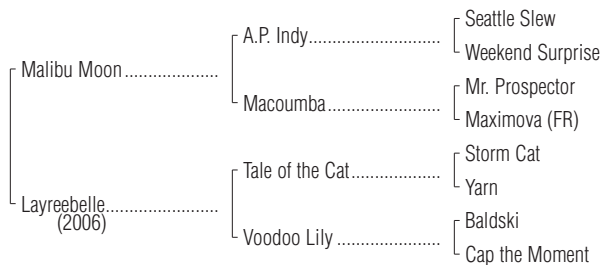 Seattle Slew
A.P. Indy
Weekend Surprise
Malibu Moon
Mr. Prospector
Macoumba
Maximova (FR)
Storm Cat
Tale of the Cat
Yarn
Layreebelle
(2006)
Baldski
Voodoo Lily
Cap the Moment